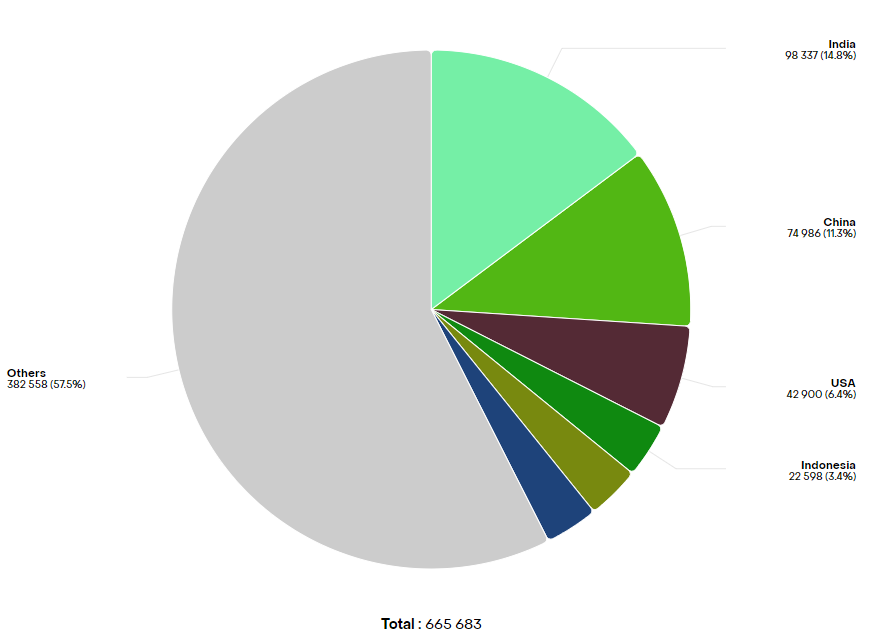 India
98 337 (14.8%)
China
74 986 (11.3%)
USA
42 900 (6.4%)
Indonesia
22 598 (3.4%)
Others
382 558 (57.5%)
Total : 665 683